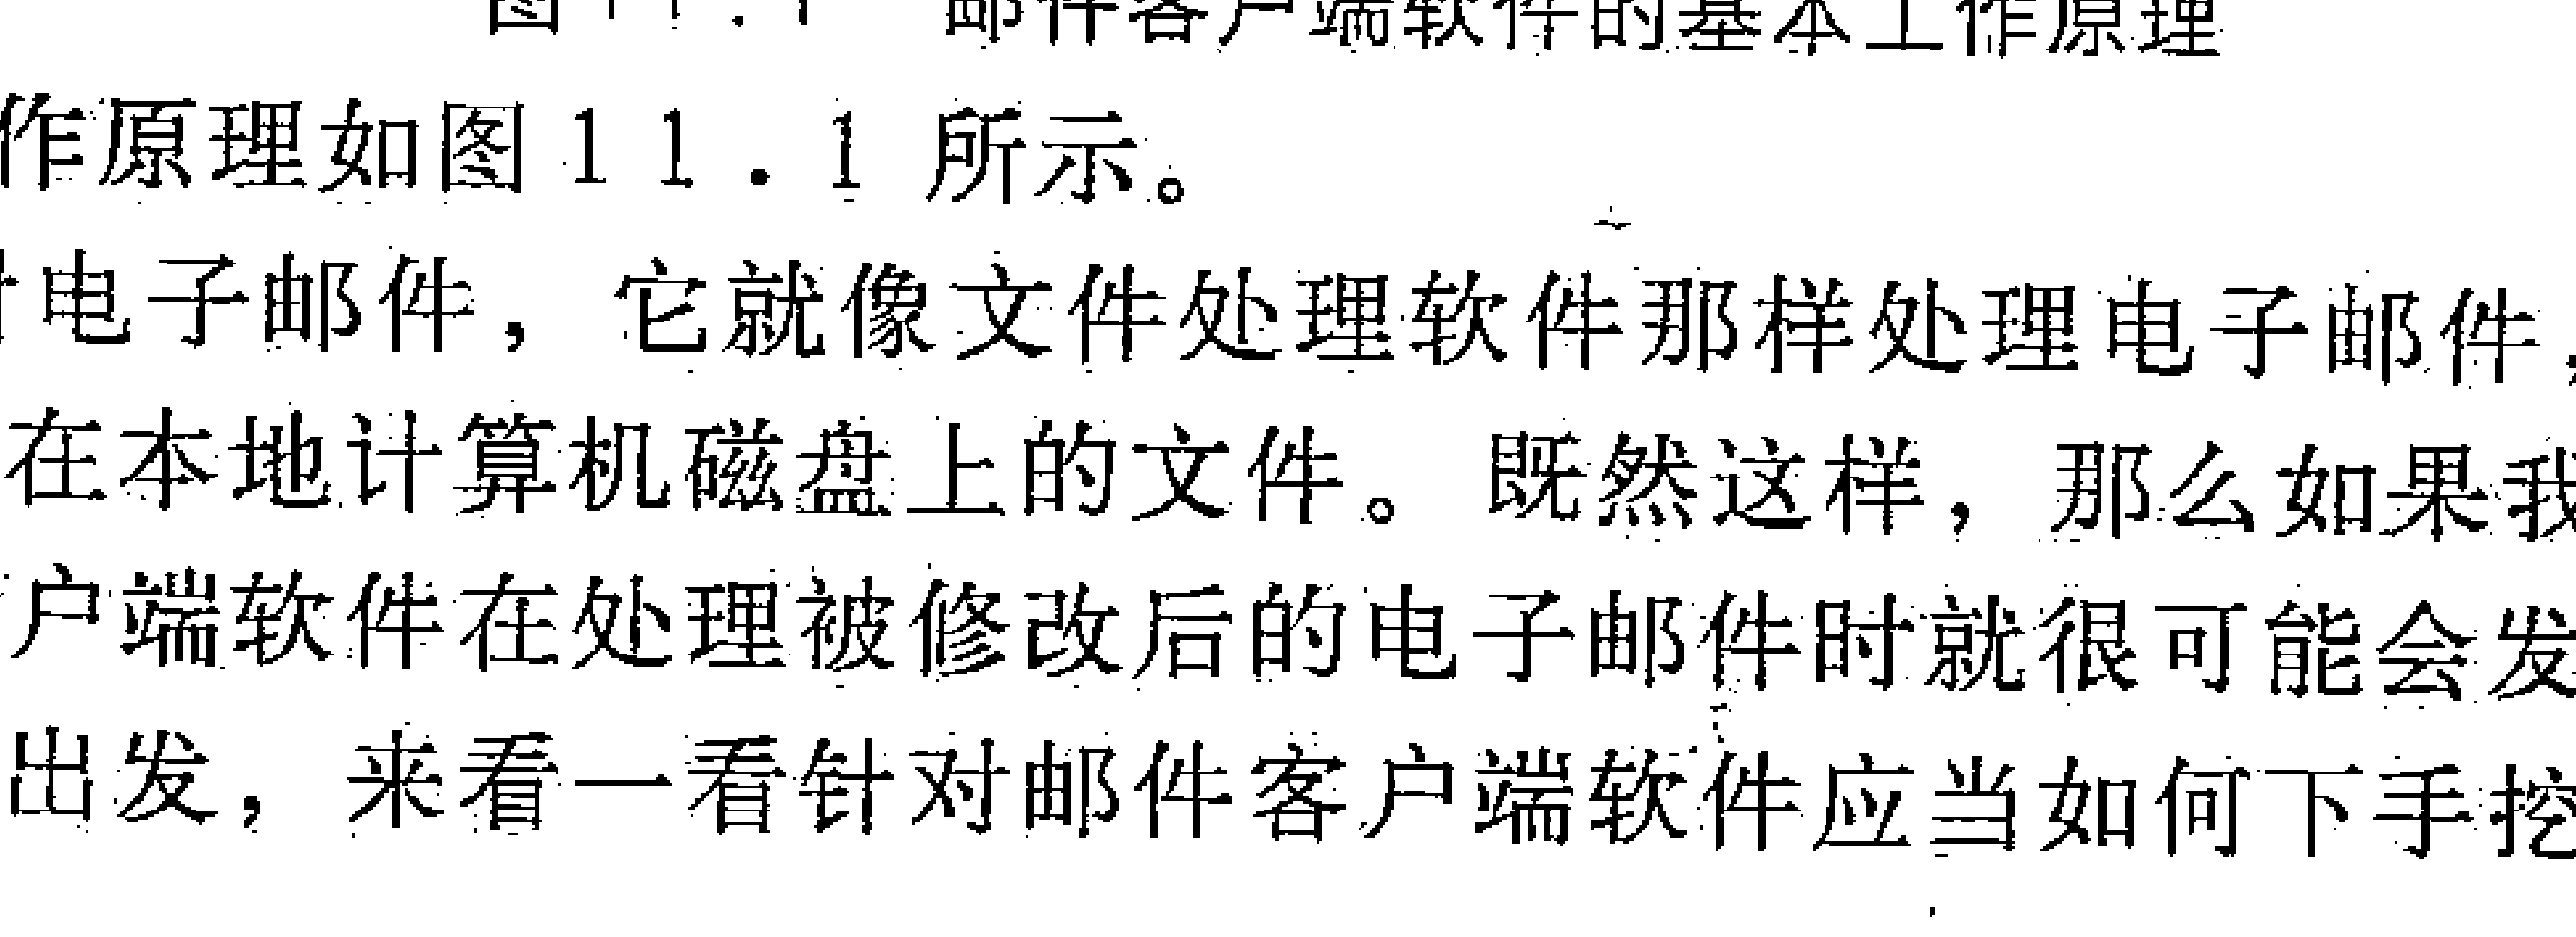 图11.1 邮件客户端软件的基本工作原理
作原理如图11.1 所示。
电子邮件，它就像文件处理软件那样处理电子邮件，
在本地计算机磁盘上的文件。既然这样，那么如果我
户端软件在处理被修改后的电子邮件时就很可能会发
出发，来看一看针对邮件客户端软件应当如何下手挖